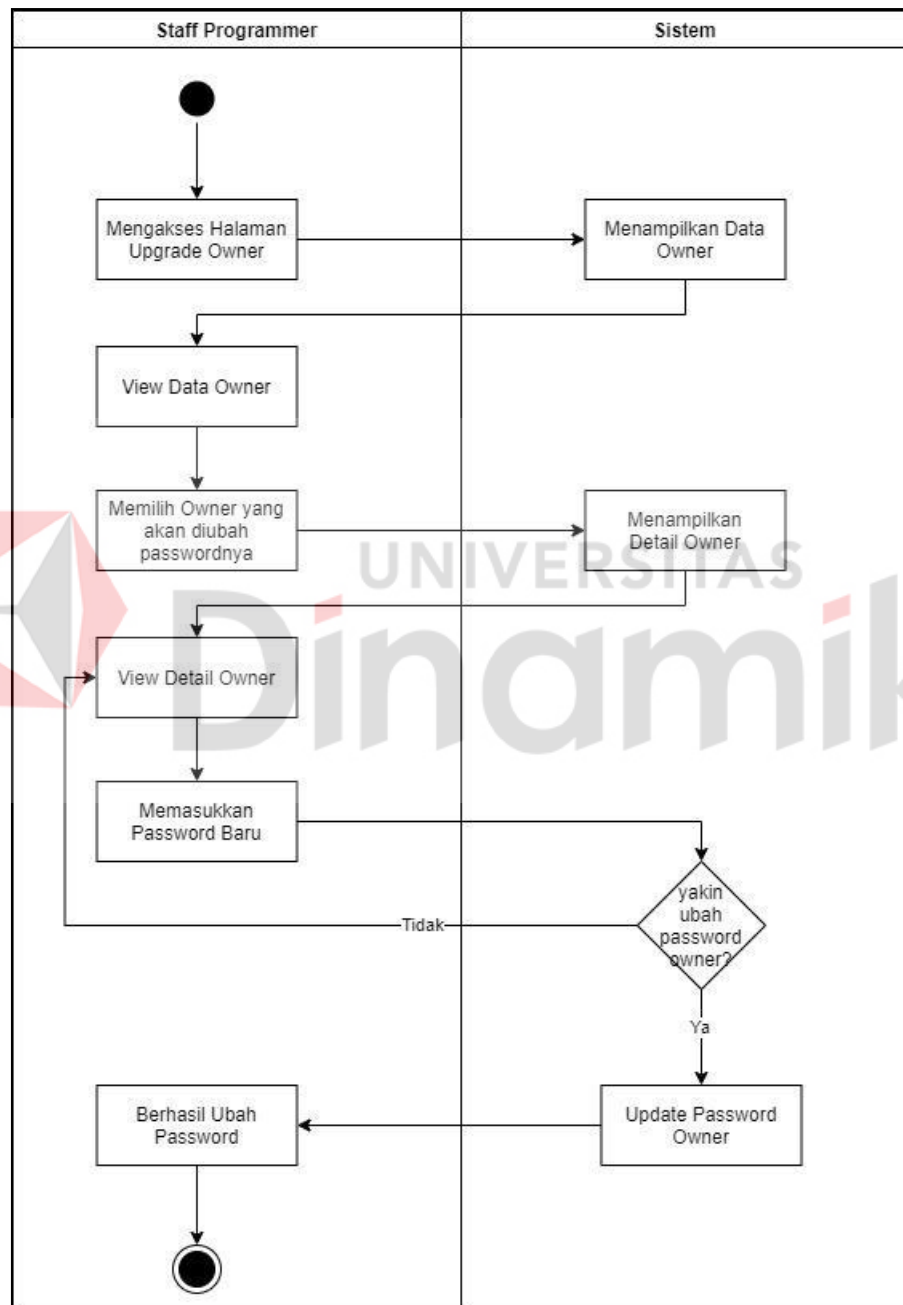 Staff Programmer
Sistem
Mengakses Halaman
Upgrade Owner
Menampilkan Data
Owner
View Data Owner
Memilih Owner yang
akan diubah
passwordnya
Menampilkan
Detail Owner
UNIVERSITAS
Dinamik
View Detail Owner
Memasukkan
Password Baru
yakin
ubah
password
owner?
Tidak
Ya
Berhasil Ubah
Password
Update Password
Owner